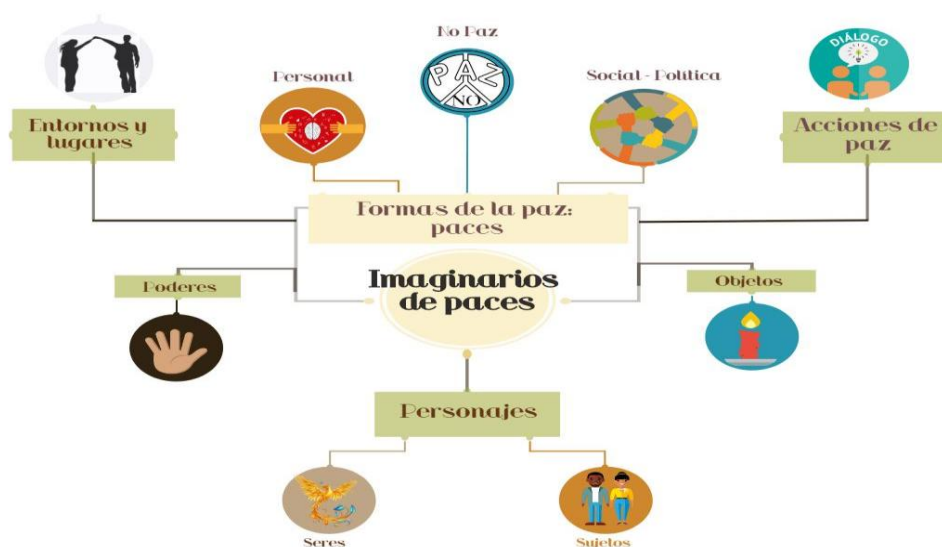 No Paz
PAZ
NO
Personal
Social - Política
DIÁLOGO
Entornos y
lugares
Acciones de
paz
Formas de la paz:
paces
Imaginarios
de paces
Poderes
Objetos
Personajes
Seres
Sujetos